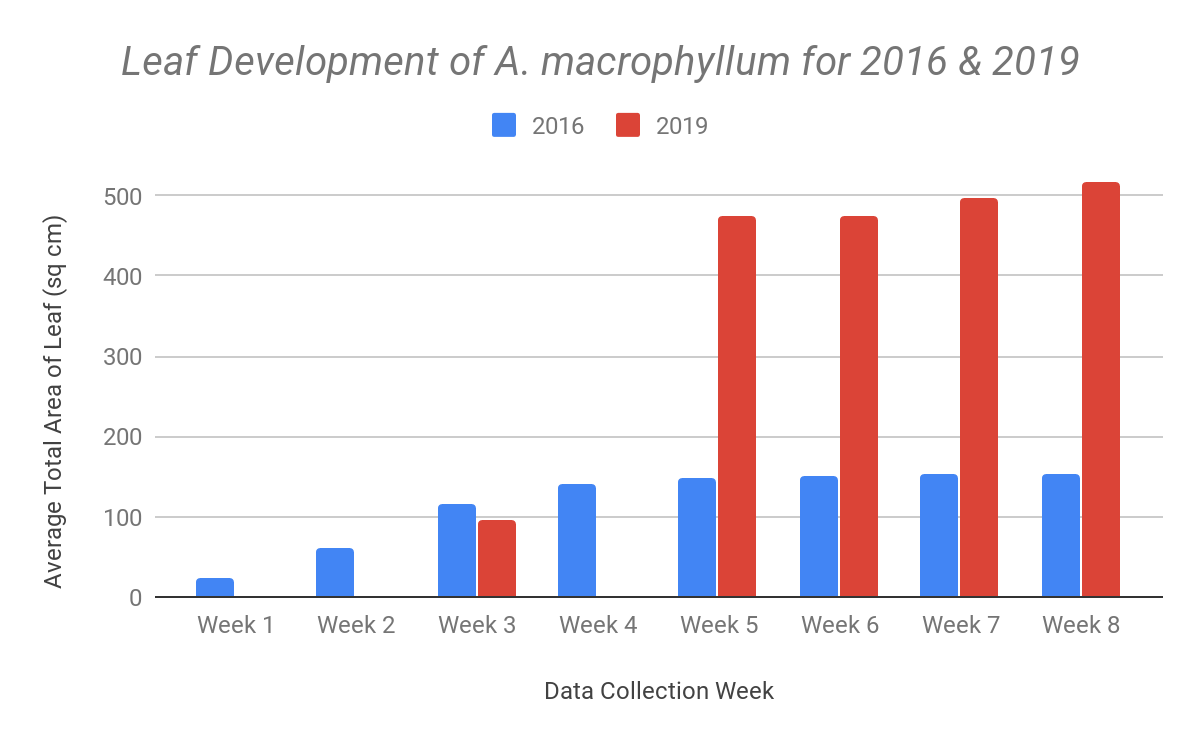 Leaf Development of A. macrophyllum for 2016 & 2019
2016 2019
Average Total Area of Leaf (sq cm)
500
400
300
200
100
0
Week 1 Week 2 Week 3 Week 4 Week 5 Week 6 Week 7 Week 8
Data Collection Week